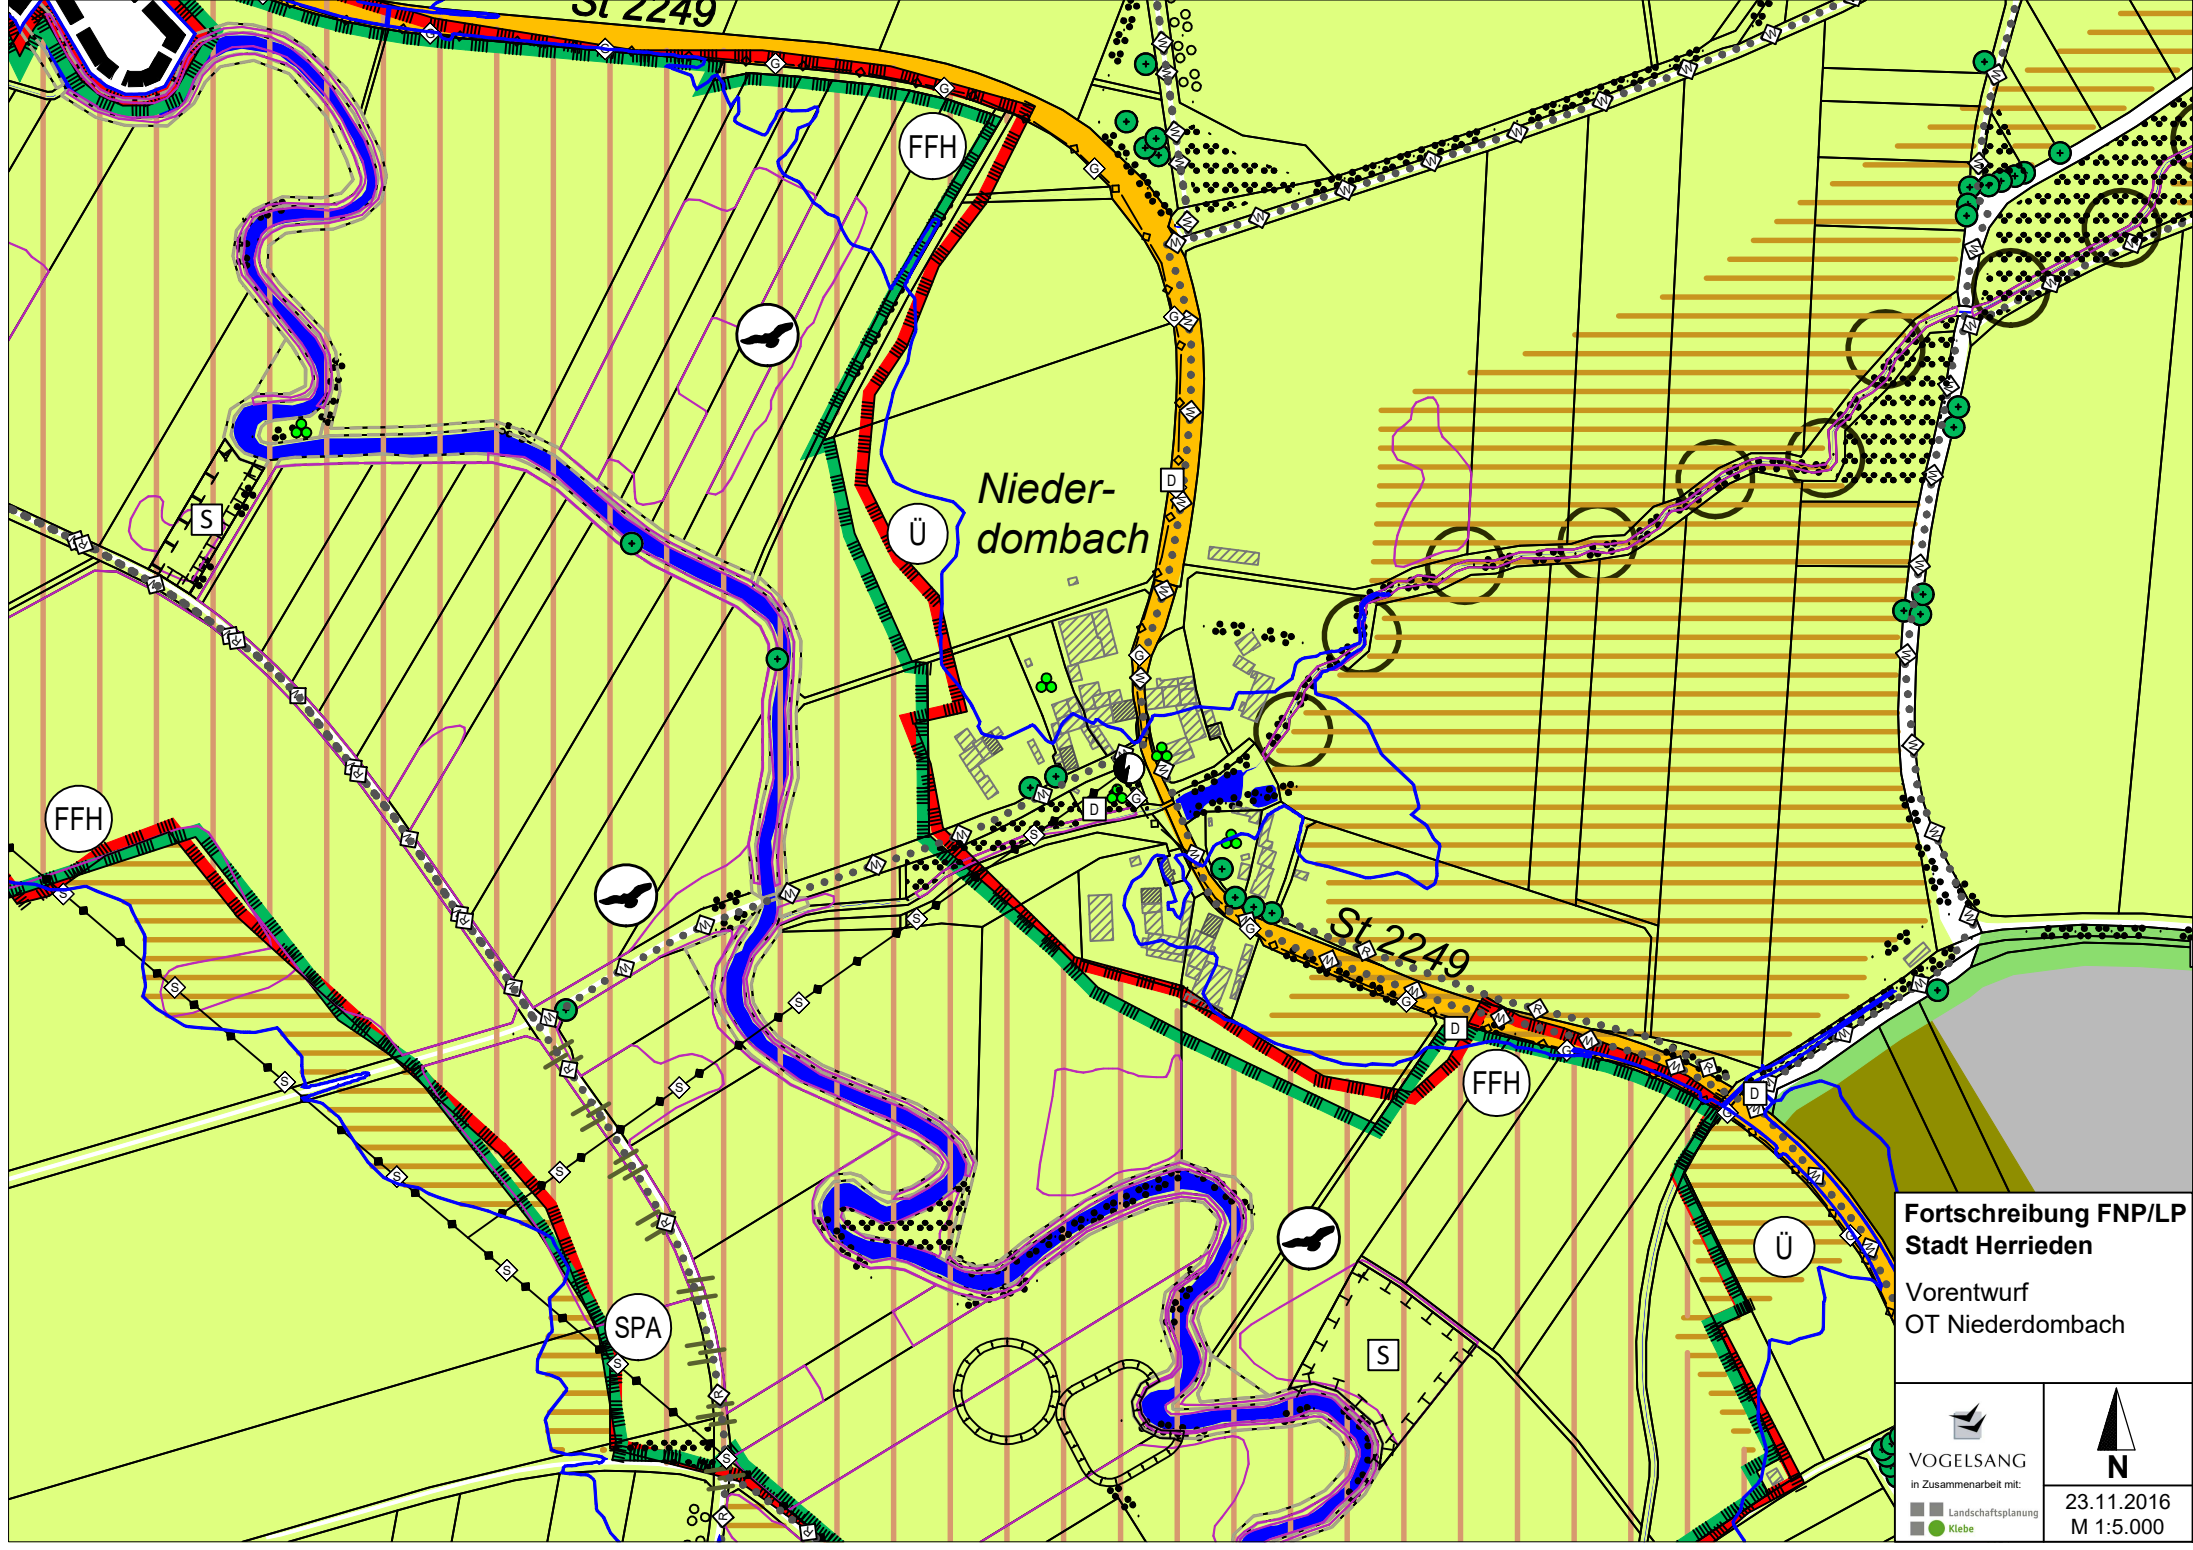 St 2249
FFH
Nieder-
dombach
Ü
D
S
FFH
D
St 2249
D
FFH
D
Ü
SPA
S
Fortschreibung FNP/LP
Stadt Herrieden
Vorentwurf
OT Niederdombach
VOGELSANG
in Zusammenarbeit mit:
Landschaftsplanung
Klebe
N
23.11.2016
M 1:5.000